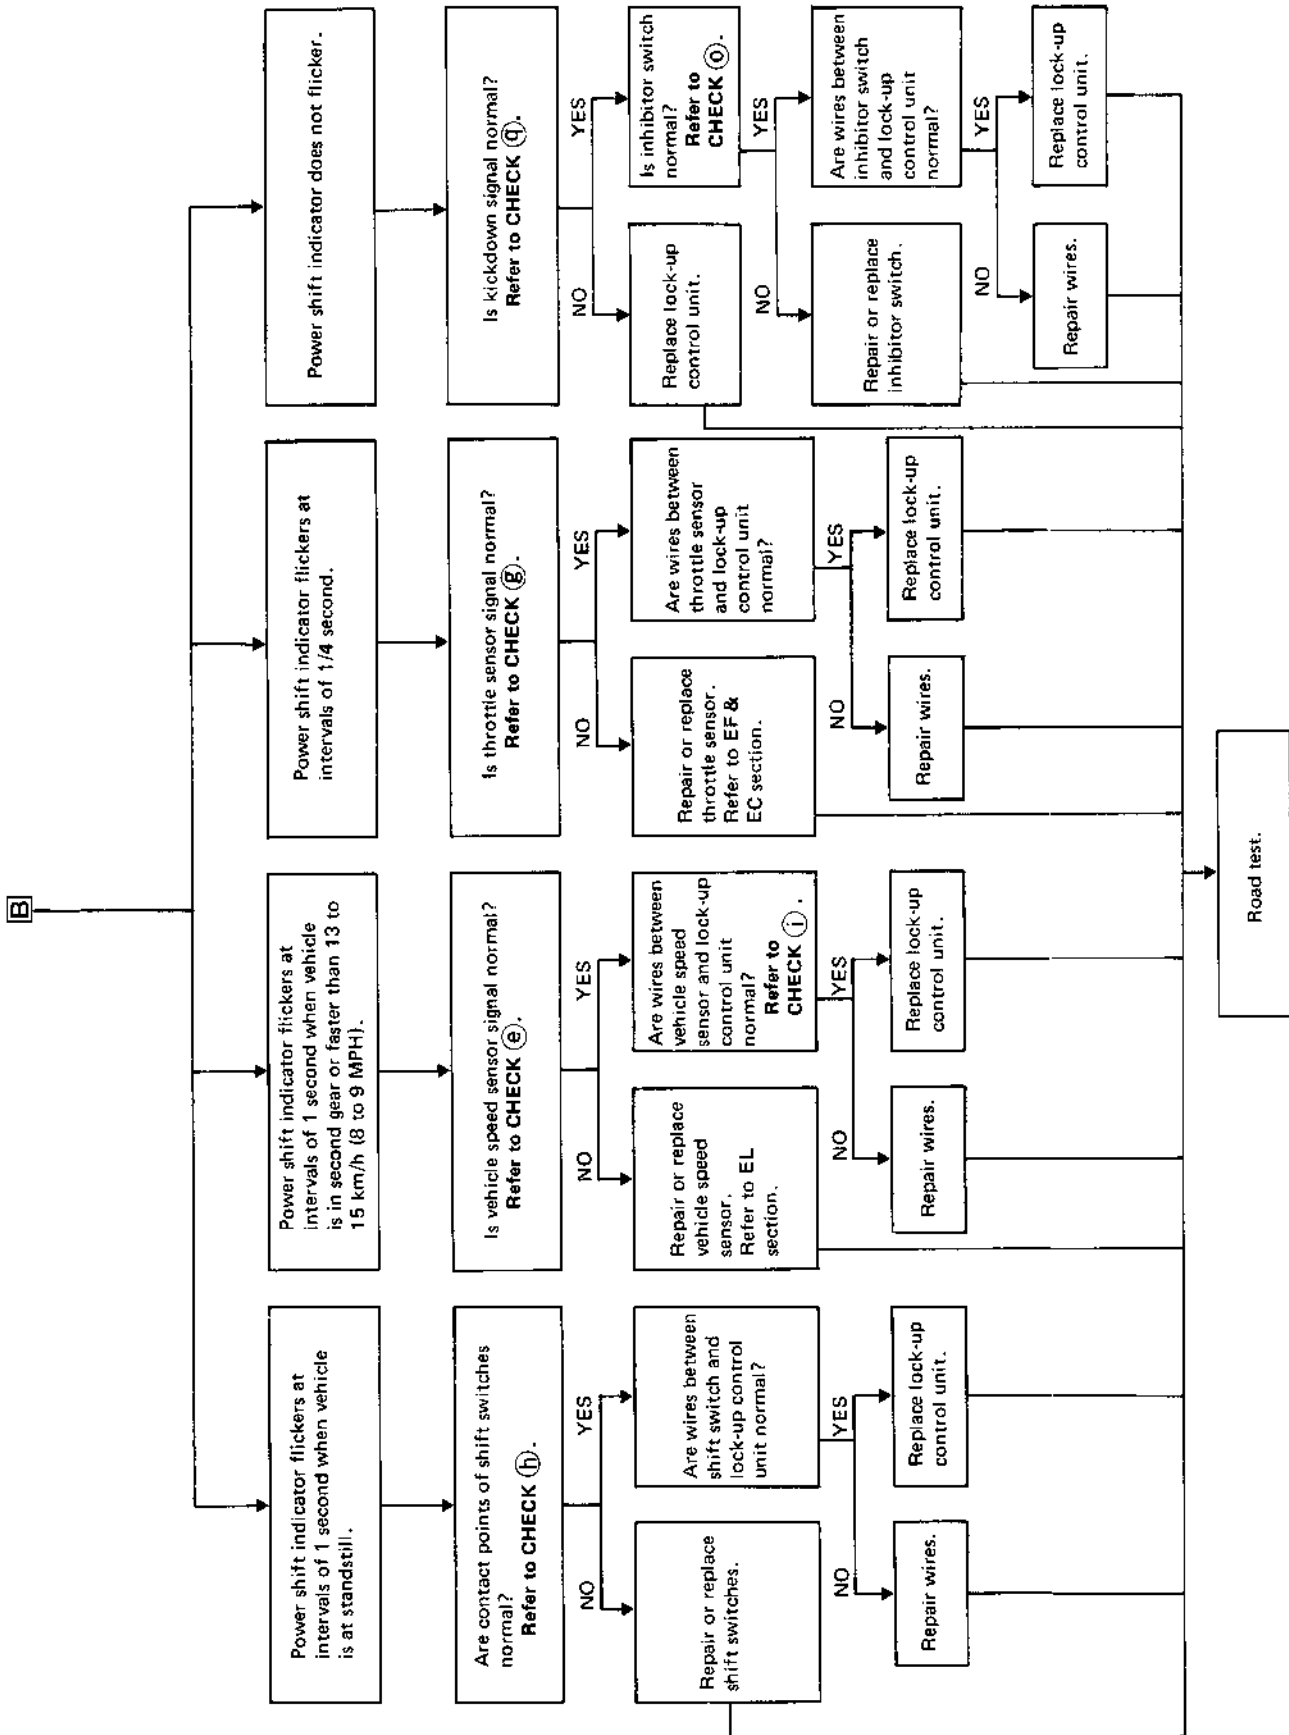 B
Power shift indicator flickers at
intervals of 1 second when vehicle
is at standstill.
Are contact points of shift switches
normal?
Refer to CHECK ⓗ.
NO
YES
Repair or replace
shift switches.
Are wires between
shift switch and
lock-up control
unit normal?
NO
YES
Repair wires.
Replace lock-up
control unit.
Power shift indicator flickers at
intervals of 1 second when vehicle
is in second gear or faster than 13 to
15 km/h (8 to 9 MPH).
Is vehicle speed sensor signal normal?
Refer to CHECK ⓔ.
NO
YES
Repair or replace
vehicle speed
sensor.
Refer to EL
section.
Are wires between
vehicle speed
sensor and lock-up
control unit
normal?
Refer to
CHECK ⓘ.
NO
YES
Repair wires.
Replace lock-up
control unit.
Power shift indicator flickers at
intervals of 1/4 second.
Is throttle sensor signal normal?
Refer to CHECK ⓖ.
NO
YES
Repair or replace
throttle sensor.
Refer to EF &
EC section.
Are wires between
throttle sensor
and lock-up
control unit
normal?
NO
YES
Repair wires.
Replace lock-up
control unit.
Power shift indicator does not flicker.
Is kickdown signal normal?
Refer to CHECK ⓠ.
NO
YES
Replace lock-up
control unit.
Is inhibitor switch
normal?
Refer to
CHECK ⓞ.
NO
YES
Repair or replace
inhibitor switch.
Are wires between
inhibitor switch
and lock-up
control unit
normal?
NO
YES
Repair wires.
Replace lock-up
control unit.
Road test.